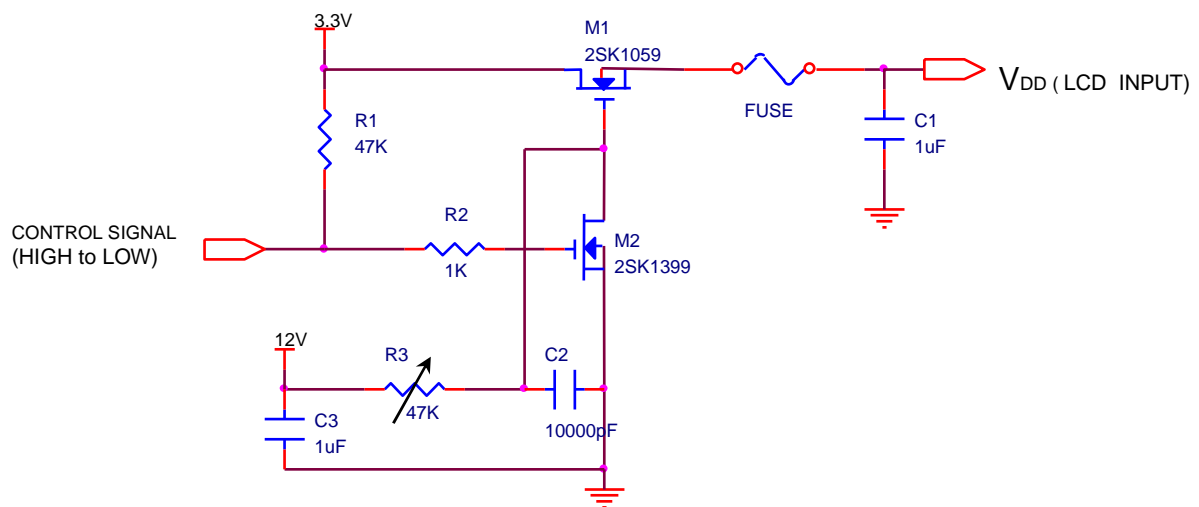 3.3V
M1
2SK1059
FUSE
VDD ( LCD INPUT)
R1
47K
C1
1uF
CONTROL SIGNAL
(HIGH to LOW)
R2
1K
M2
2SK1399
12V
R3
47K
C2
10000pF
C3
1uF